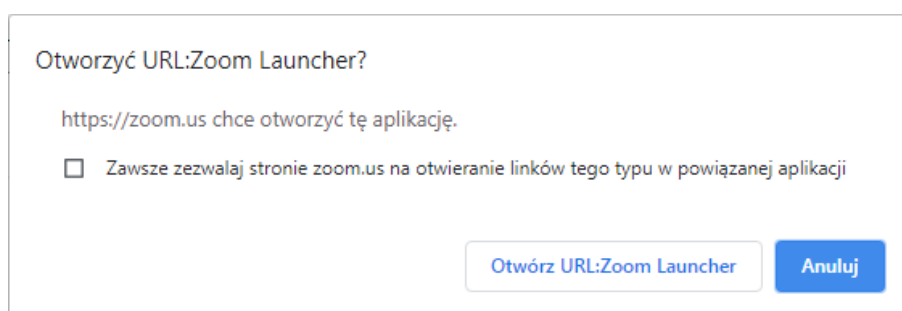 Otworzyć URL:Zoom Launcher?
https://zoom.us chce otworzyć tę aplikację.
Zawsze zezwalaj stronie zoom.us na otwieranie linków tego typu w powiązanej aplikacji
Otwórz URL:Zoom Launcher Anuluj